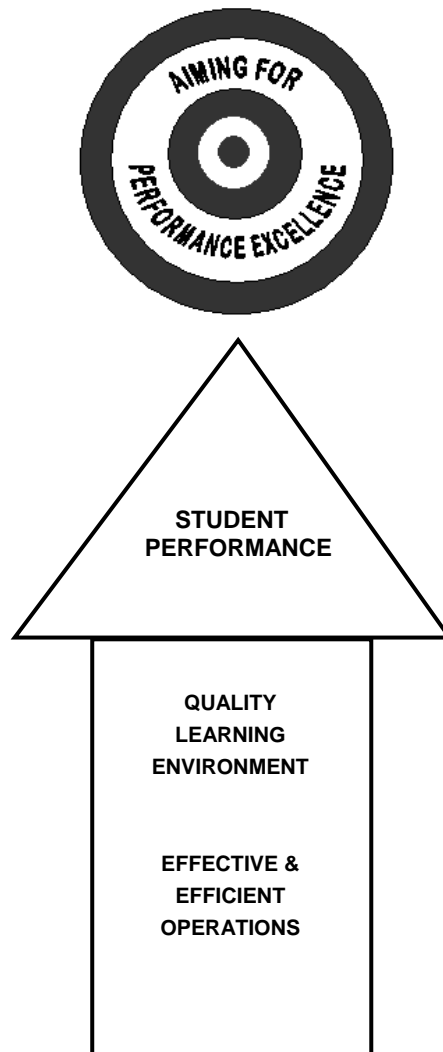 AIMING FOR
PERFORMANCE EXCELLENCE
STUDENT
PERFORMANCE
QUALITY
LEARNING
ENVIRONMENT
EFFECTIVE &
EFFICIENT
OPERATIONS